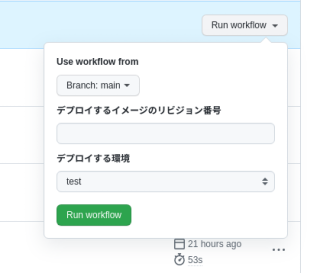 Run workflow
Use workflow from
Branch: main
デプロイするイメージのリビジョン番号
デプロイする環境
test
Run workflow
21 hours ago
53s